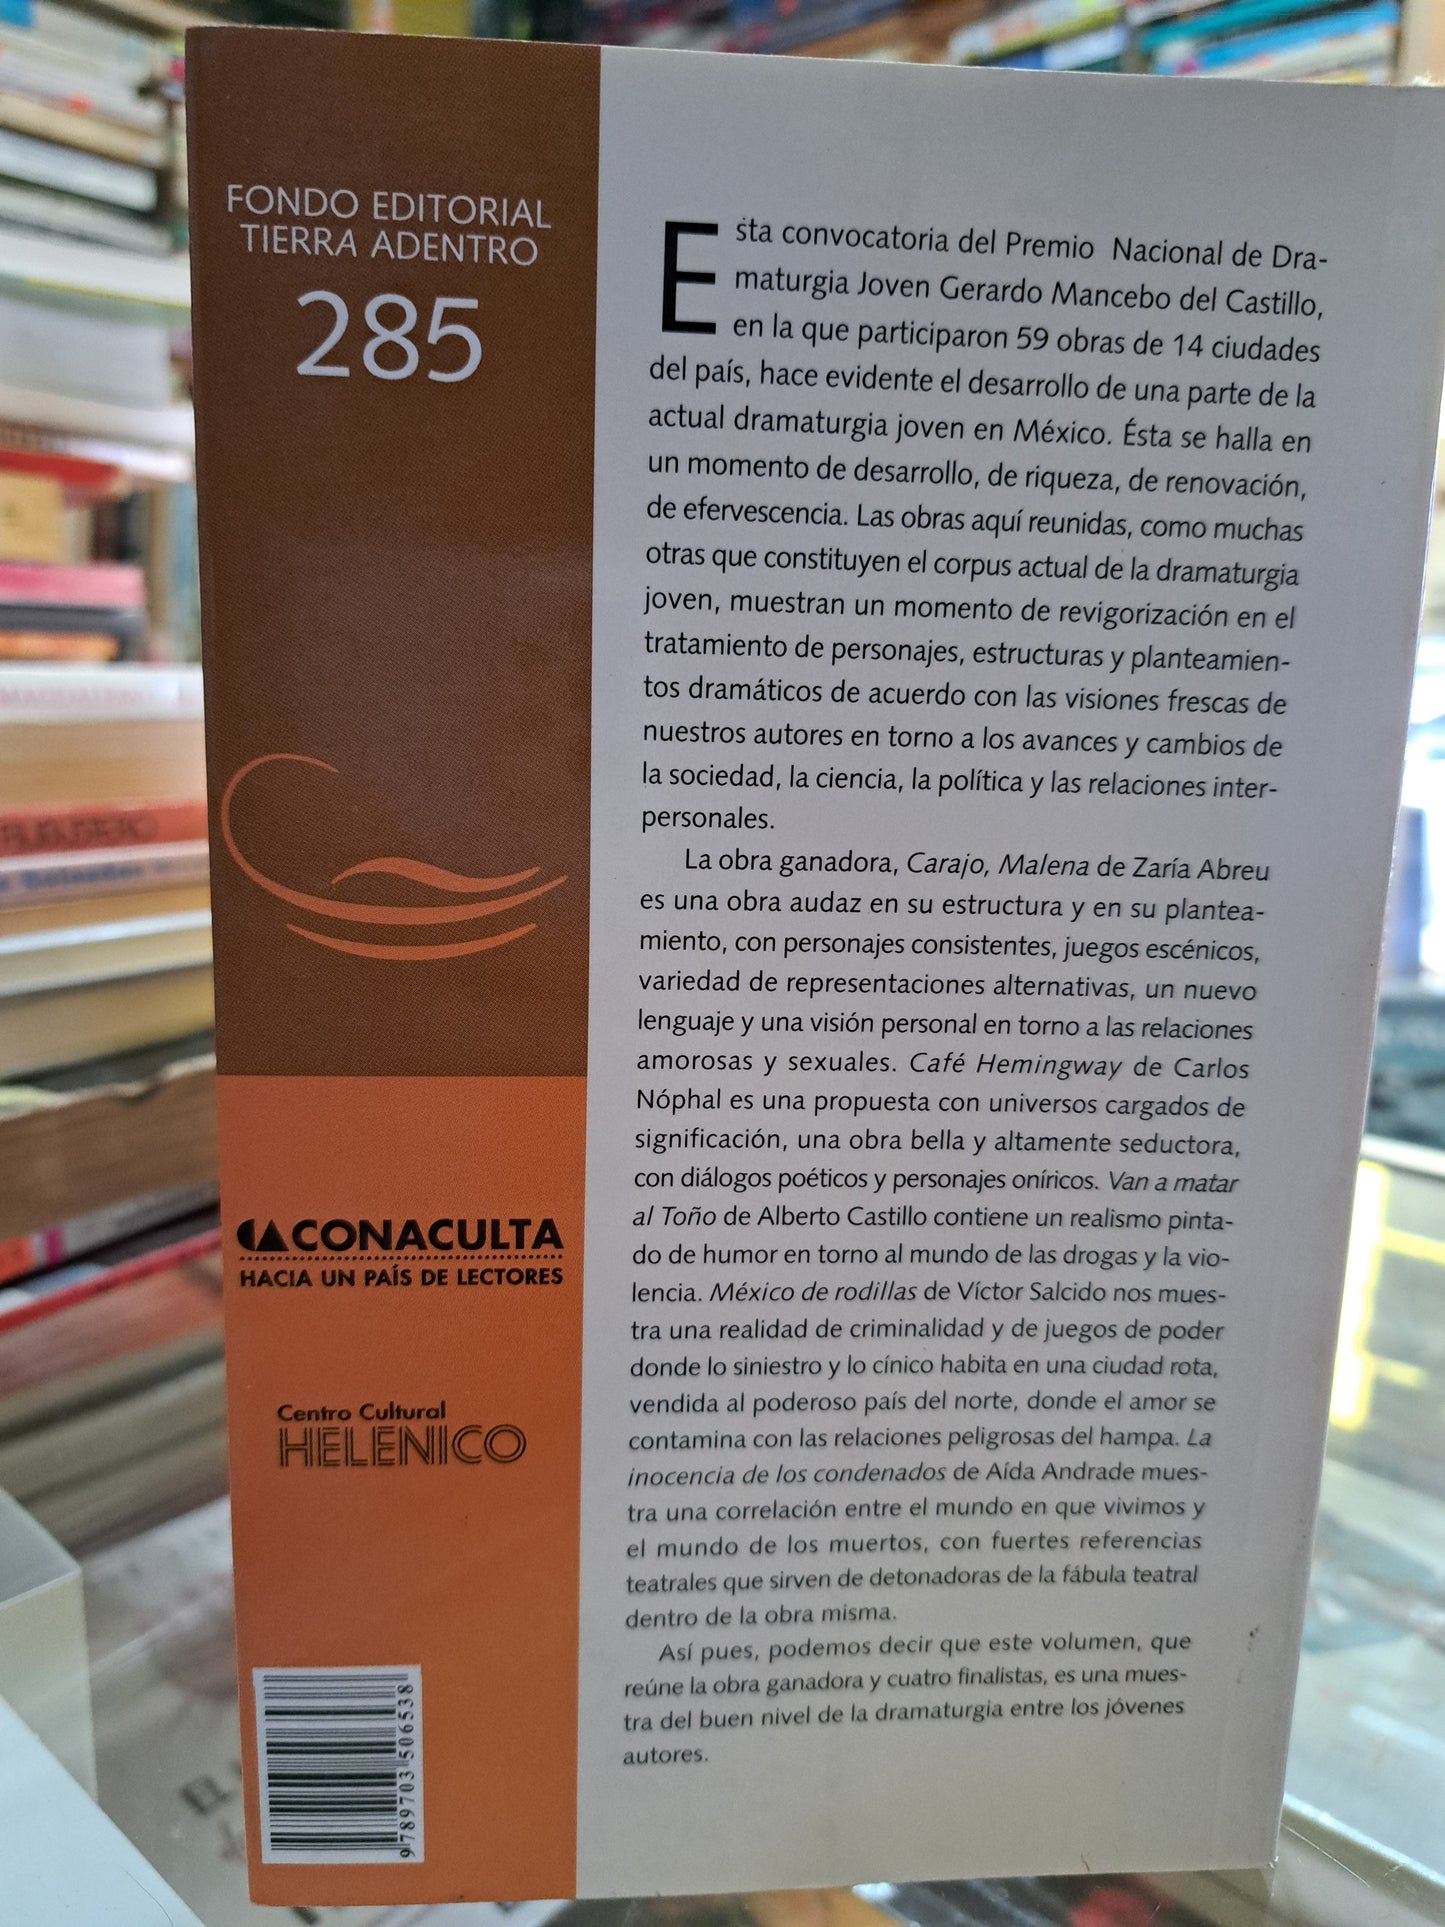 FONDO EDITORIAL
TIERRA ADENTRO
285
CONACULTA
HACIA UN PAÍS DE LECTORES
Centro Cultural
HELENICO
9789703506538
Esta convocatoria del Premio Nacional de Dra-
maturgia Joven Gerardo Mancebo del Castillo,
en la que participaron 59 obras de 14 ciudades
del país, hace evidente el desarrollo de una parte de la
actual dramaturgia joven en México. Ésta se halla en
un momento de desarrollo, de riqueza, de renovación,
de efervescencia. Las obras aquí reunidas, como muchas
otras que constituyen el corpus actual de la dramaturgia
joven, muestran un momento de revigorización en el
tratamiento de personajes, estructuras y planteamien-
tos dramáticos de acuerdo con las visiones frescas de
nuestros autores en torno a los avances y cambios de
la sociedad, la ciencia, la política y las relaciones inter-
personales.
La obra ganadora, Carajo, Malena de Zaría Abreu
es una obra audaz en su estructura y en su plantea-
miento, con personajes consistentes, juegos escénicos,
variedad de representaciones alternativas, un nuevo
lenguaje y una visión personal en torno a las relaciones
amorosas y sexuales. Café Hemingway de Carlos
Nóphal es una propuesta con universos cargados de
significación, una obra bella y altamente seductora,
con diálogos poéticos y personajes oníricos. Van a matar
al Toño de Alberto Castillo contiene un realismo pinta-
do de humor en torno al mundo de las drogas y la vio-
lencia. México de rodillas de Víctor Salcido nos mues-
tra una realidad de criminalidad y de juegos de poder
donde lo siniestro y lo cínico habita en una ciudad rota,
vendida al poderoso país del norte, donde el amor se
contamina con las relaciones peligrosas del hampa. La
inocencia de los condenados de Aída Andrade mues-
tra una correlación entre el mundo en que vivimos y
el mundo de los muertos, con fuertes referencias
teatrales que sirven de detonadoras de la fábula teatral
dentro de la obra misma.
Así pues, podemos decir que este volumen, que
reúne la obra ganadora y cuatro finalistas, es una mues-
tra del buen nivel de la dramaturgia entre los jóvenes
autores.